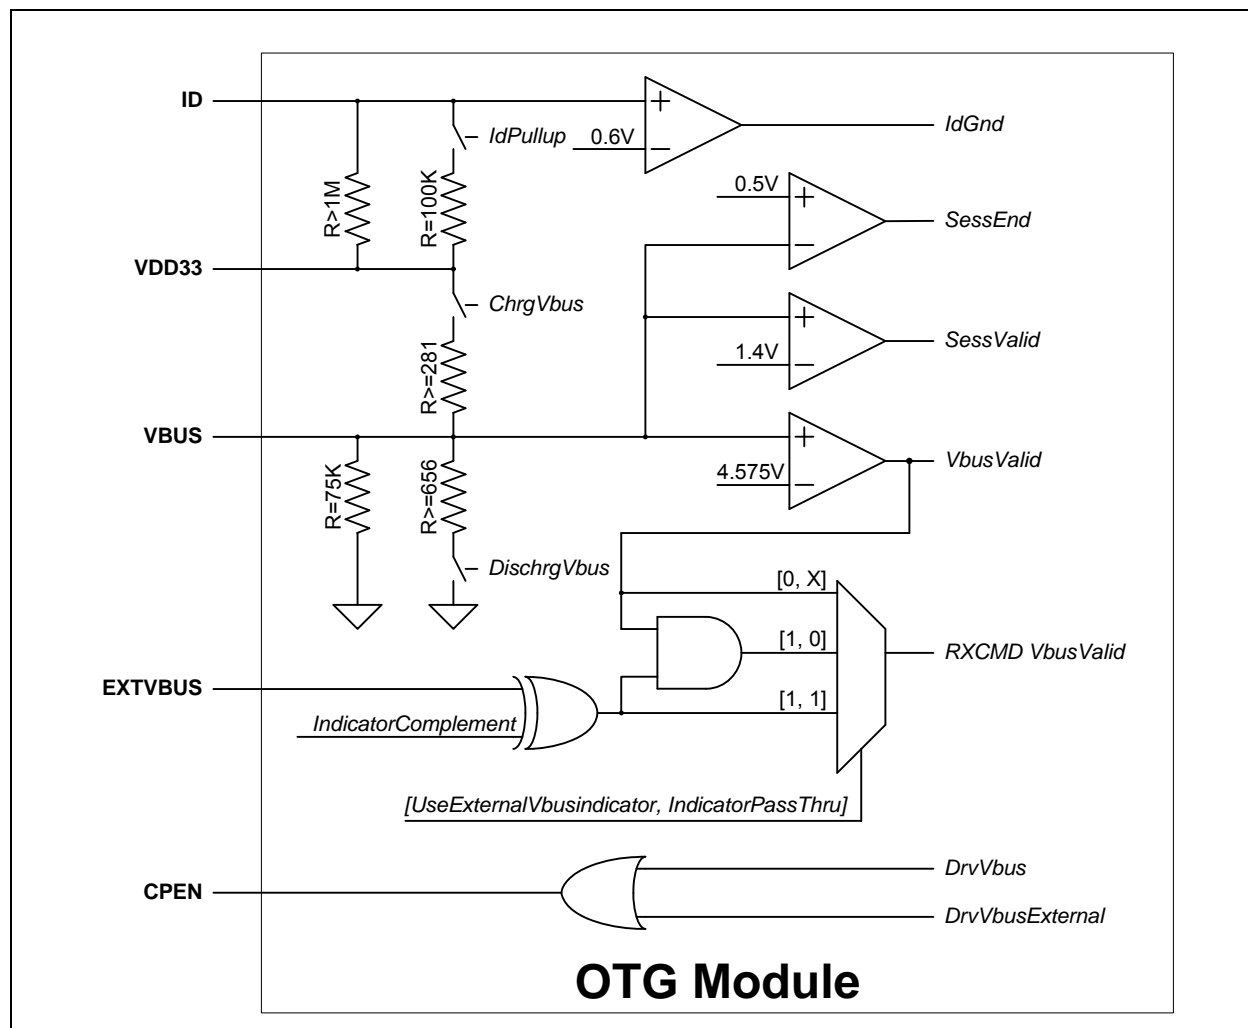 ID
IdPullup
0.6V
IdGnd
R>1M
R=100K
0.5V
SessEnd
VDD33
ChrgVbus
SessValid
1.4V
R>=281
VBUS
VbusValid
4.575V
R=75K
R>=656
DischrgVbus
[0, X]
[1, 0]
RXCMD VbusValid
EXTVBUS
[1, 1]
IndicatorComplement
[UseExternalVbusindicator, IndicatorPassThru]
DrvVbus
CPEN
DrvVbusExternal
OTG Module